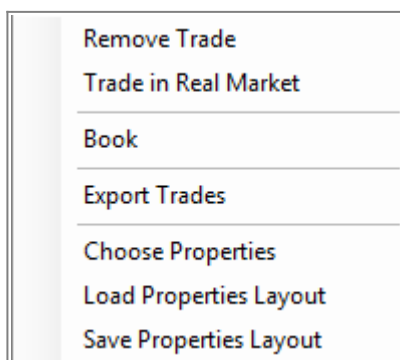 Remove Trade
Trade in Real Market
Book
Export Trades
Choose Properties
Load Properties Layout
Save Properties Layout